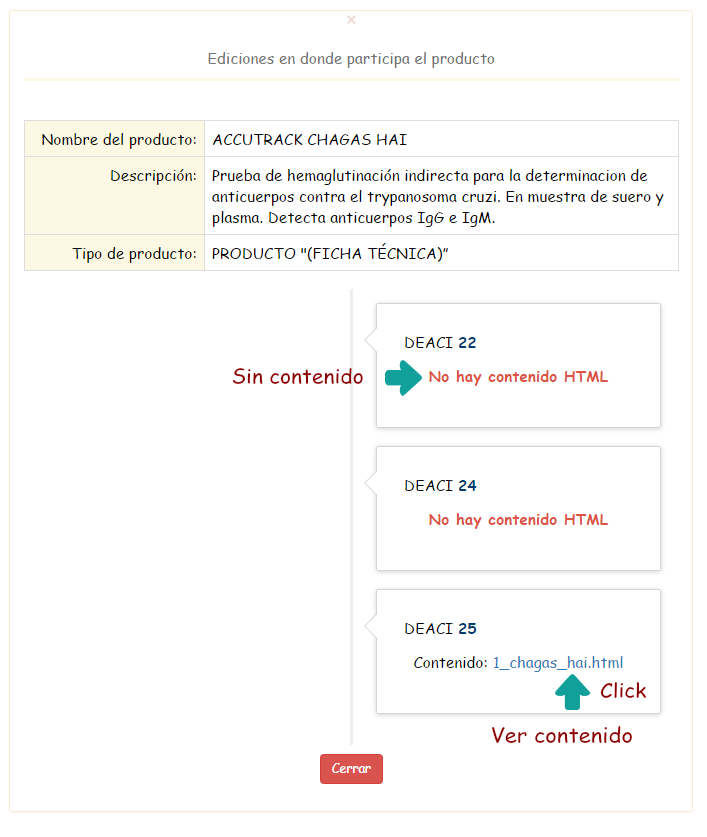 ×
Ediciones en donde participa el producto
Nombre del producto: ACCUTRACK CHAGAS HAI
Descripción: Prueba de hemaglutinación indirecta para la determinacion de
anticuerpos contra el trypanosoma cruzi. En muestra de suero y
plasma. Detecta anticuerpos IgG e IgM.
Tipo de producto: PRODUCTO "(FICHA TÉCNICA)”
DEACI 22
Sin contenido
No hay contenido HTML
DEACI 24
No hay contenido HTML
DEACI 25
Contenido: 1_chagas_hai.html
Click
Ver contenido
Cerrar